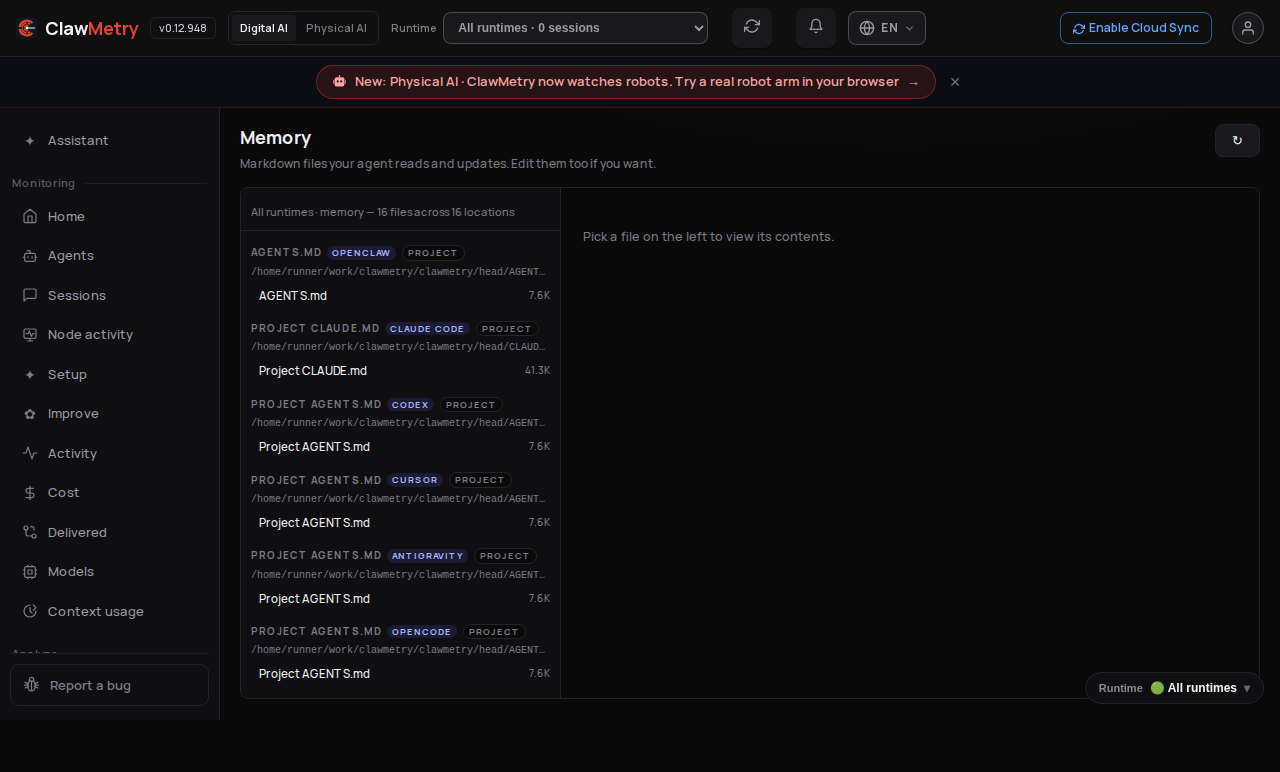 ClawMetry v0.12.948 Digital AI Physical AI Runtime All runtimes · 0 sessions EN Enable Cloud Sync
New: Physical AI · ClawMetry now watches robots. Try a real robot arm in your browser → ×
Assistant
Monitoring
Home
Agents
Sessions
Node activity
Setup
Improve
Activity
Cost
Delivered
Models
Context usage
Report a bug
Memory
Markdown files your agent reads and updates. Edit them too if you want.
↻
All runtimes · memory — 16 files across 16 locations
AGENTS.MD OPENCLAW PROJECT
/home/runner/work/clawmetry/clawmetry/head/AGENT…
AGENTS.md 7.6K
PROJECT CLAUDE.MD CLAUDE CODE PROJECT
/home/runner/work/clawmetry/clawmetry/head/CLAUD…
Project CLAUDE.md 41.3K
PROJECT AGENTS.MD CODEX PROJECT
/home/runner/work/clawmetry/clawmetry/head/AGENT…
Project AGENTS.md 7.6K
PROJECT AGENTS.MD CURSOR PROJECT
/home/runner/work/clawmetry/clawmetry/head/AGENT…
Project AGENTS.md 7.6K
PROJECT AGENTS.MD ANTIGRAVITY PROJECT
/home/runner/work/clawmetry/clawmetry/head/AGENT…
Project AGENTS.md 7.6K
PROJECT AGENTS.MD OPENCODE PROJECT
/home/runner/work/clawmetry/clawmetry/head/AGENT…
Project AGENTS.md 7.6K
Pick a file on the left to view its contents.
Runtime All runtimes ▾